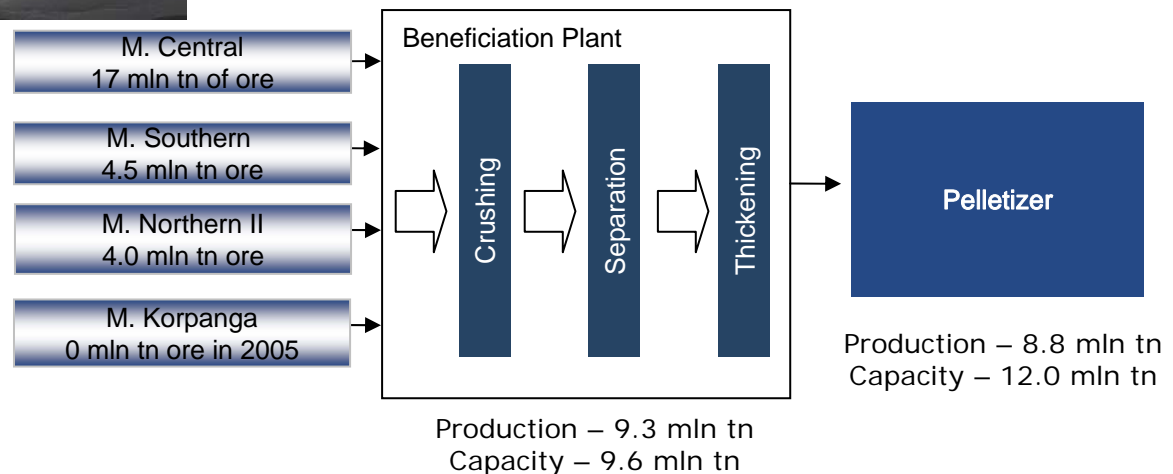 M. Central
17 mln tn of ore
M. Southern
4.5 mln tn ore
M. Northern II
4.0 mln tn ore
M. Korpanga
0 mln tn ore in 2005
Beneficiation Plant
Crushing
Separation
Thickening
Production – 9.3 mln tn
Capacity – 9.6 mln tn
Pelletizer
Production – 8.8 mln tn
Capacity – 12.0 mln tn